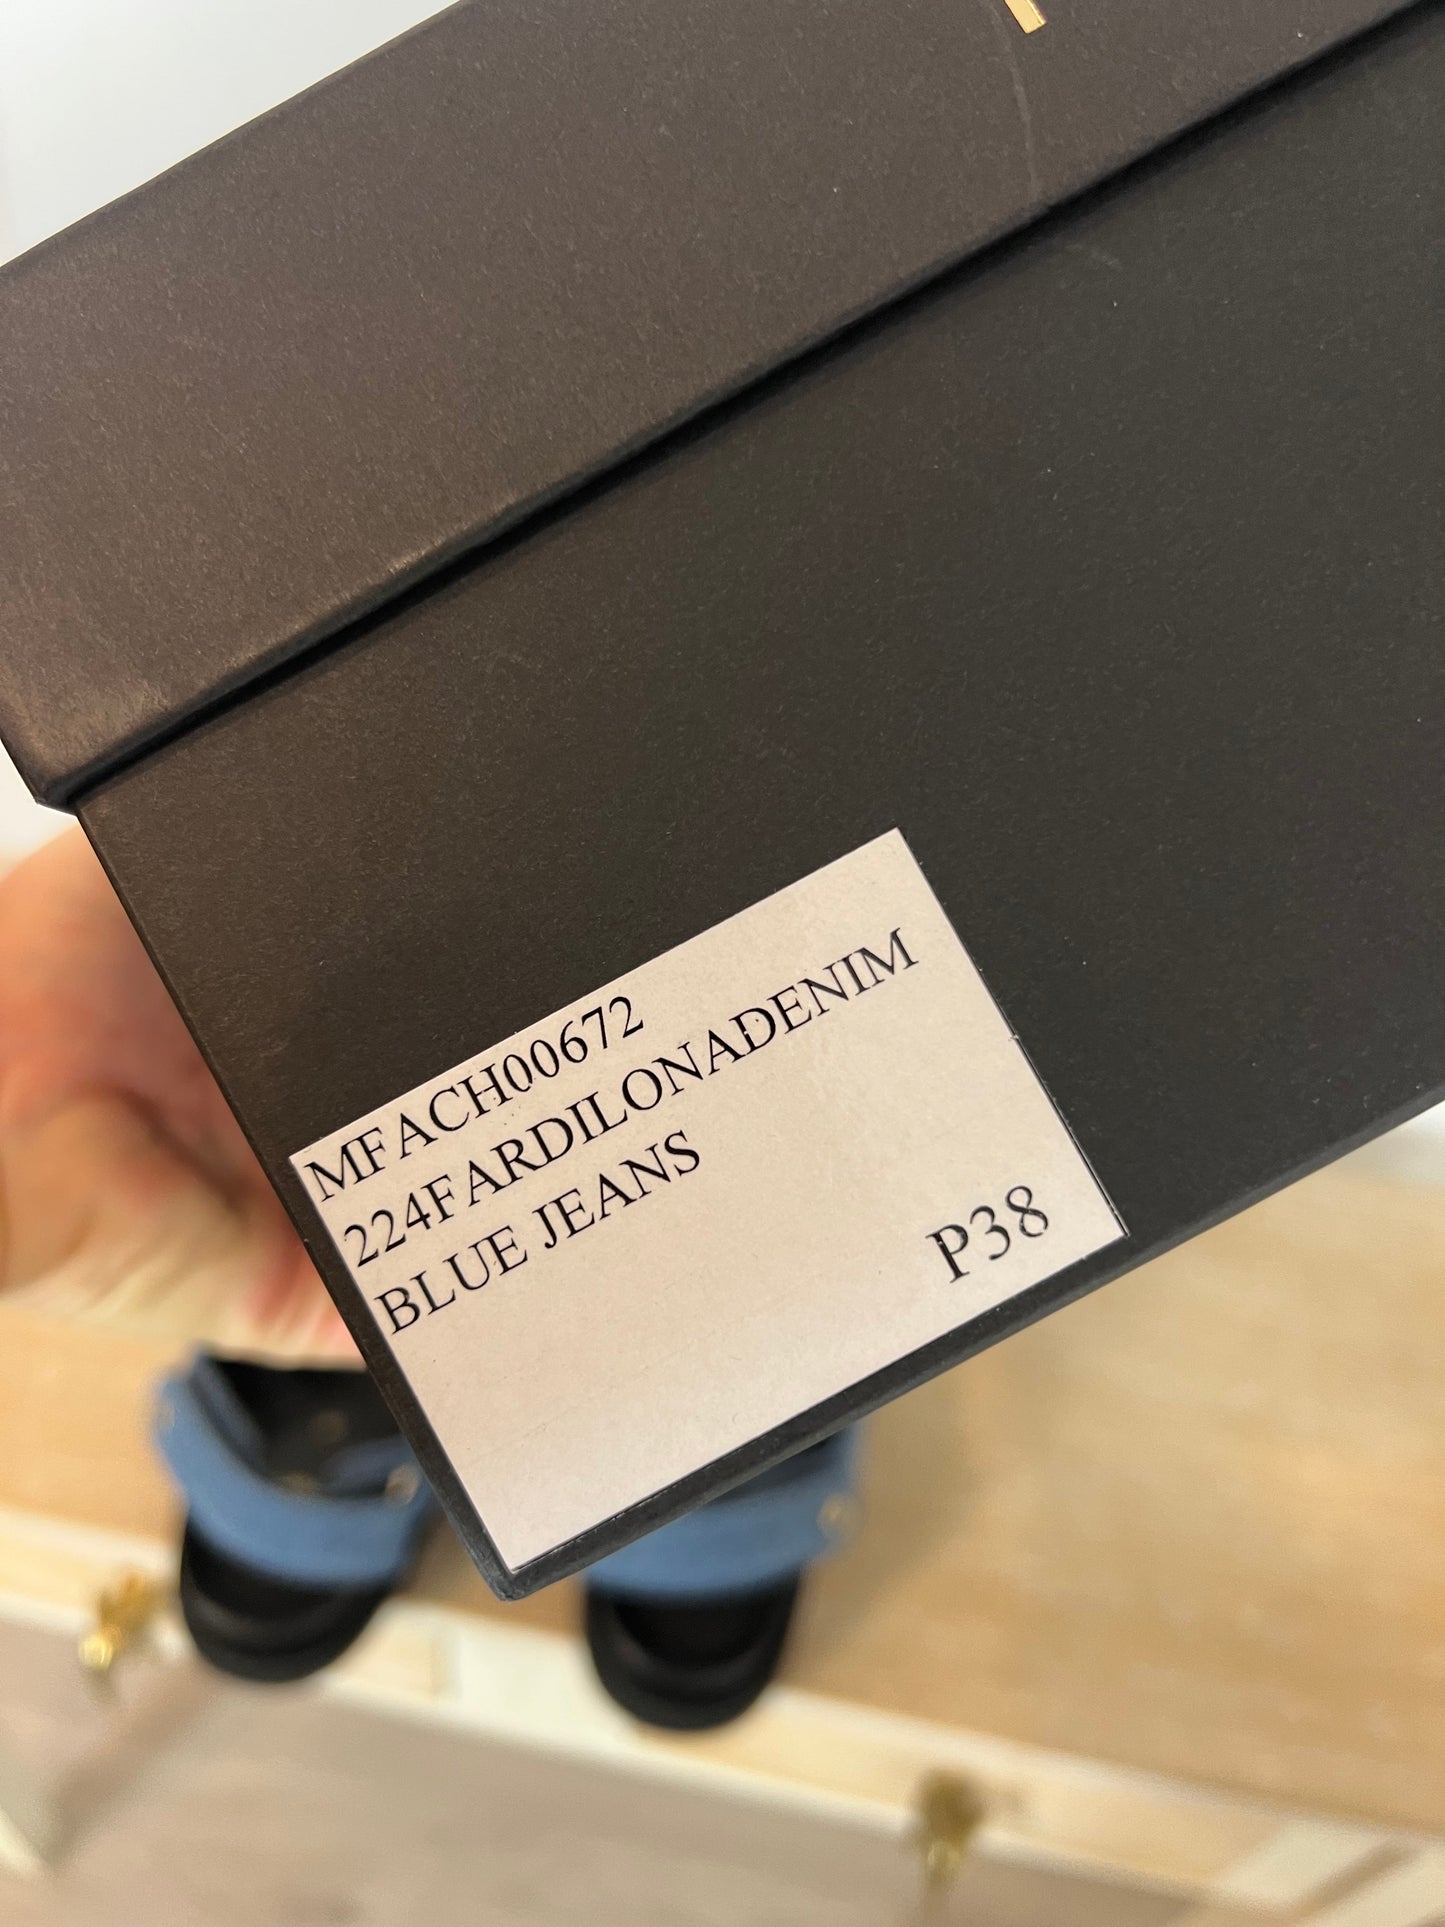 MFACH00672
224FARDILONADENIM
BLUE JEANS
P38